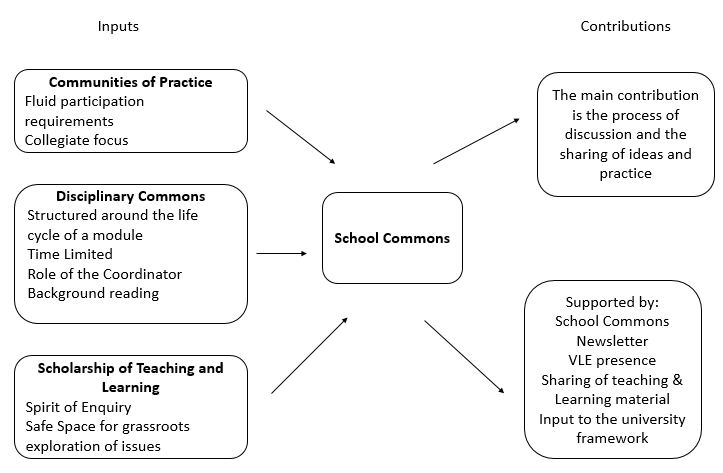 Inputs
Contributions
Communities of Practice
Fluid participation
requirements
Collegiate focus
Disciplinary Commons
Structured around the life
cycle of a module
Time Limited
Role of the Coordinator
Background reading
Scholarship of Teaching and
Learning
Spirit of Enquiry
Safe Space for grassroots
exploration of issues
School Commons
The main contribution
is the process of
discussion and the
sharing of ideas and
practice
Supported by:
School Commons
Newsletter
VLE presence
Sharing of teaching &
Learning material
Input to the university
framework